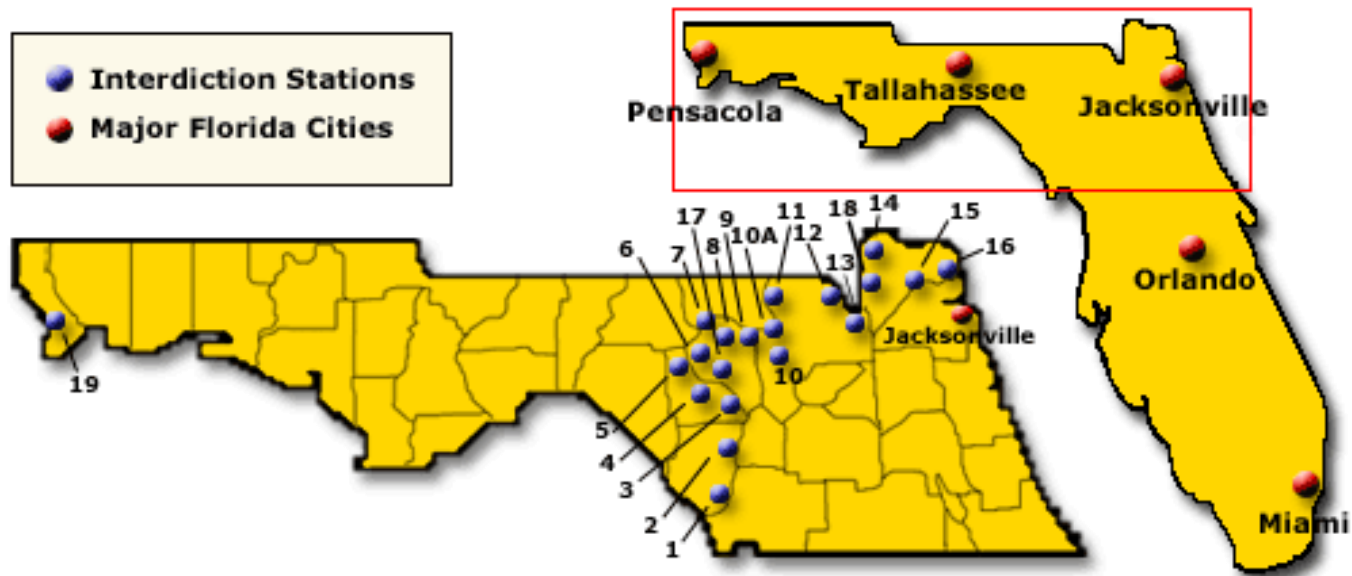 Interdiction Stations
Major Florida Cities
Pensacola
Tallahassee
Jacksonville
Orlando
Miami
19
5
4
3
2
1
6
7
17
8
9
10A
10
11
12
13
18
14
15
16
Jacksonville